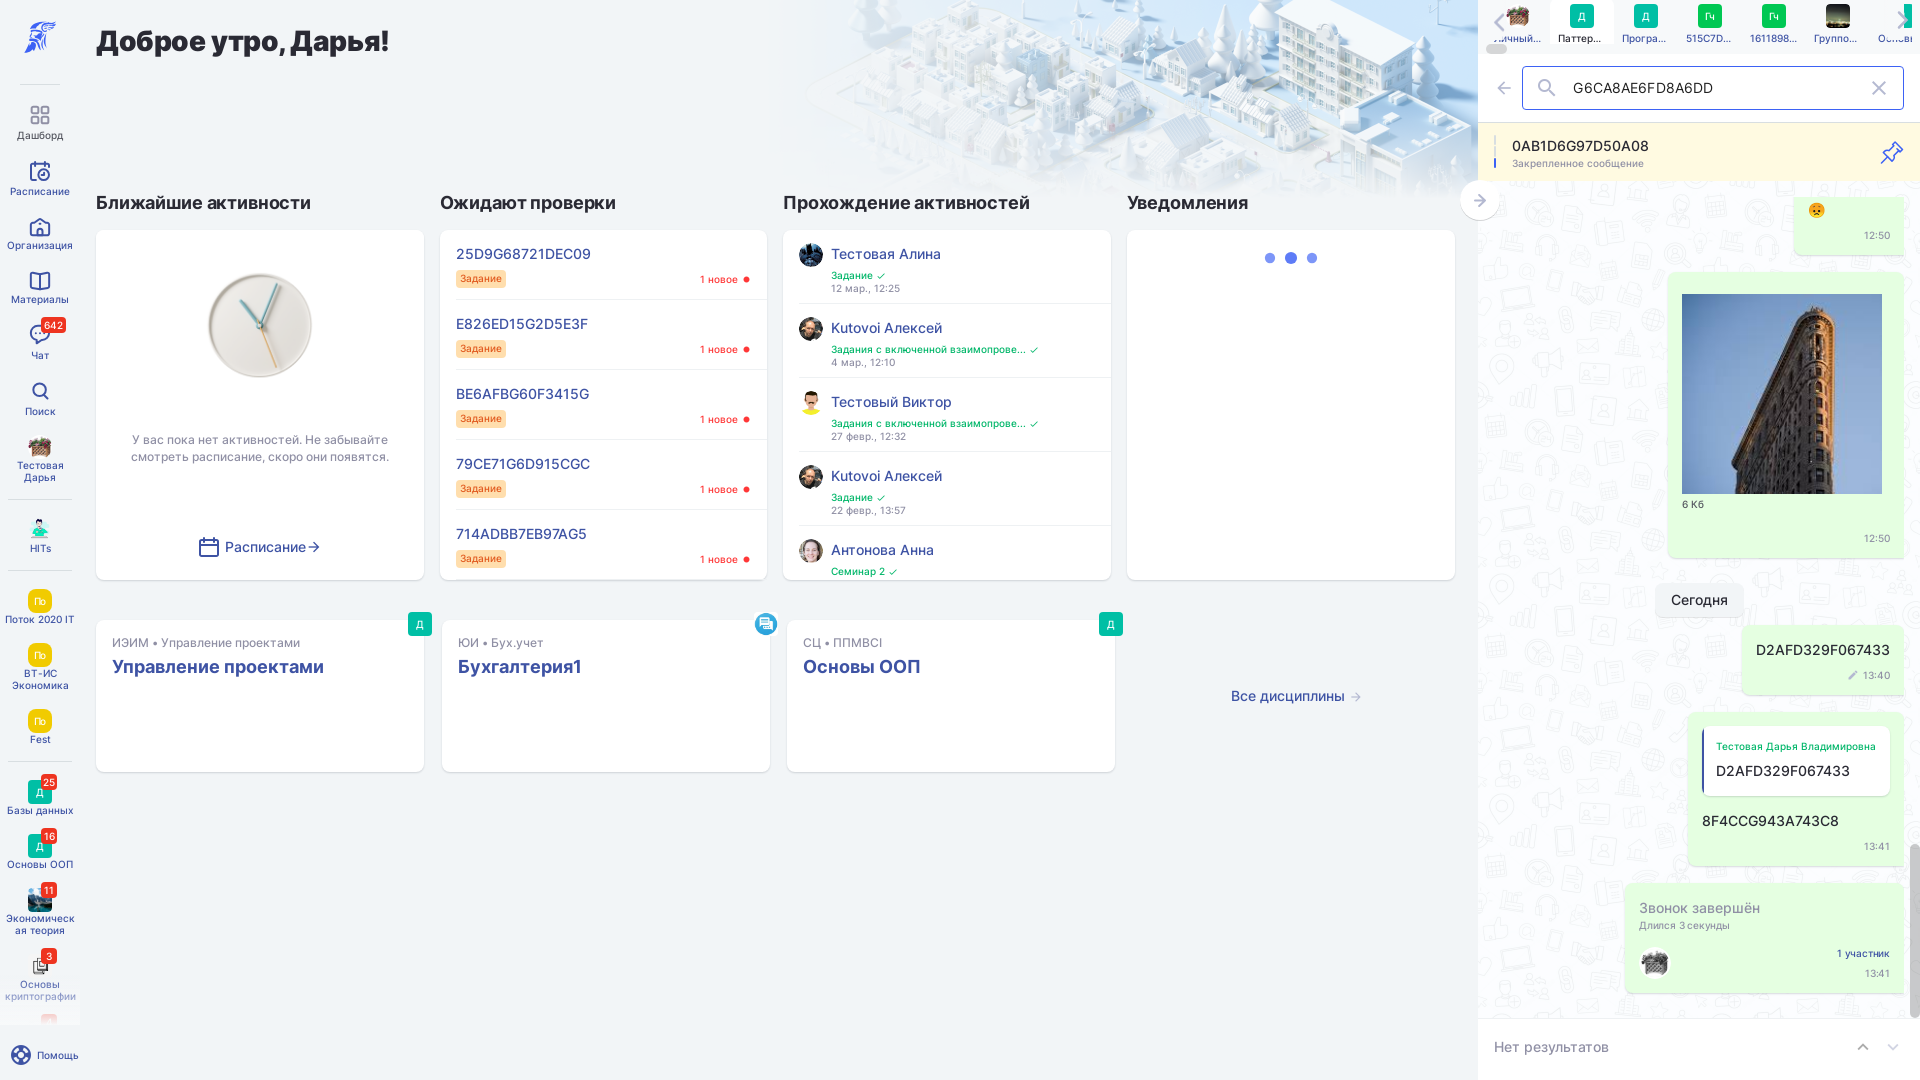 Доброе утро, Дарья!
Дашборд
Расписание
Организация
Материалы
642
Чат
Поиск
Тестовая
Дарья
HITs
По
Поток 2020 IT
По
ВТ-ИС
Экономика
По
Fest
25
Д
Базы данных
16
Д
Основы ООП
11
Экономическ
ая теория
3
Основы
криптографии
Помощь
Ближайшие активности
У вас пока нет активностей. Не забывайте
смотреть расписание, скоро они появятся.
Расписание
Ожидают проверки
25D9G68721DEC09
Задание
1 новое
E826ED15G2D5E3F
Задание
1 новое
BE6AFBG60F3415G
Задание
1 новое
79CE71G6D915CGC
Задание
1 новое
714ADBB7EB97AG5
Задание
1 новое
Прохождение активностей
Тестовая Алина
Задание
12 мар., 12:25
Kutovoi Алексей
Задания с включенной взаимопрове...
4 мар., 12:10
Тестовый Виктор
Задания с включенной взаимопрове...
27 февр., 12:32
Kutovoi Алексей
Задание
22 февр., 13:57
Антонова Анна
Семинар 2
Уведомления
Д
ИЭИМ • Управление проектами
Управление проектами
ЮИ • Бух.учет
Бухгалтерия1
Д
СЦ • ППМВСІ
Основы ООП
Все дисциплины
Личный...
Д
Паттер...
Д
Програ...
Гч
515C7D...
Гч
1611898...
Группо...
G6CA8AE6FD8A6DD
0AB1D6G97D50A08
Закрепленное сообщение
12:50
6 Кб
12:50
Сегодня
D2AFD329F067433
13:40
Тестовая Дарья Владимировна
D2AFD329F067433
8F4CCG943A743C8
13:41
Звонок завершён
Длился 3 секунды
1 участник
13:41
Нет результатов